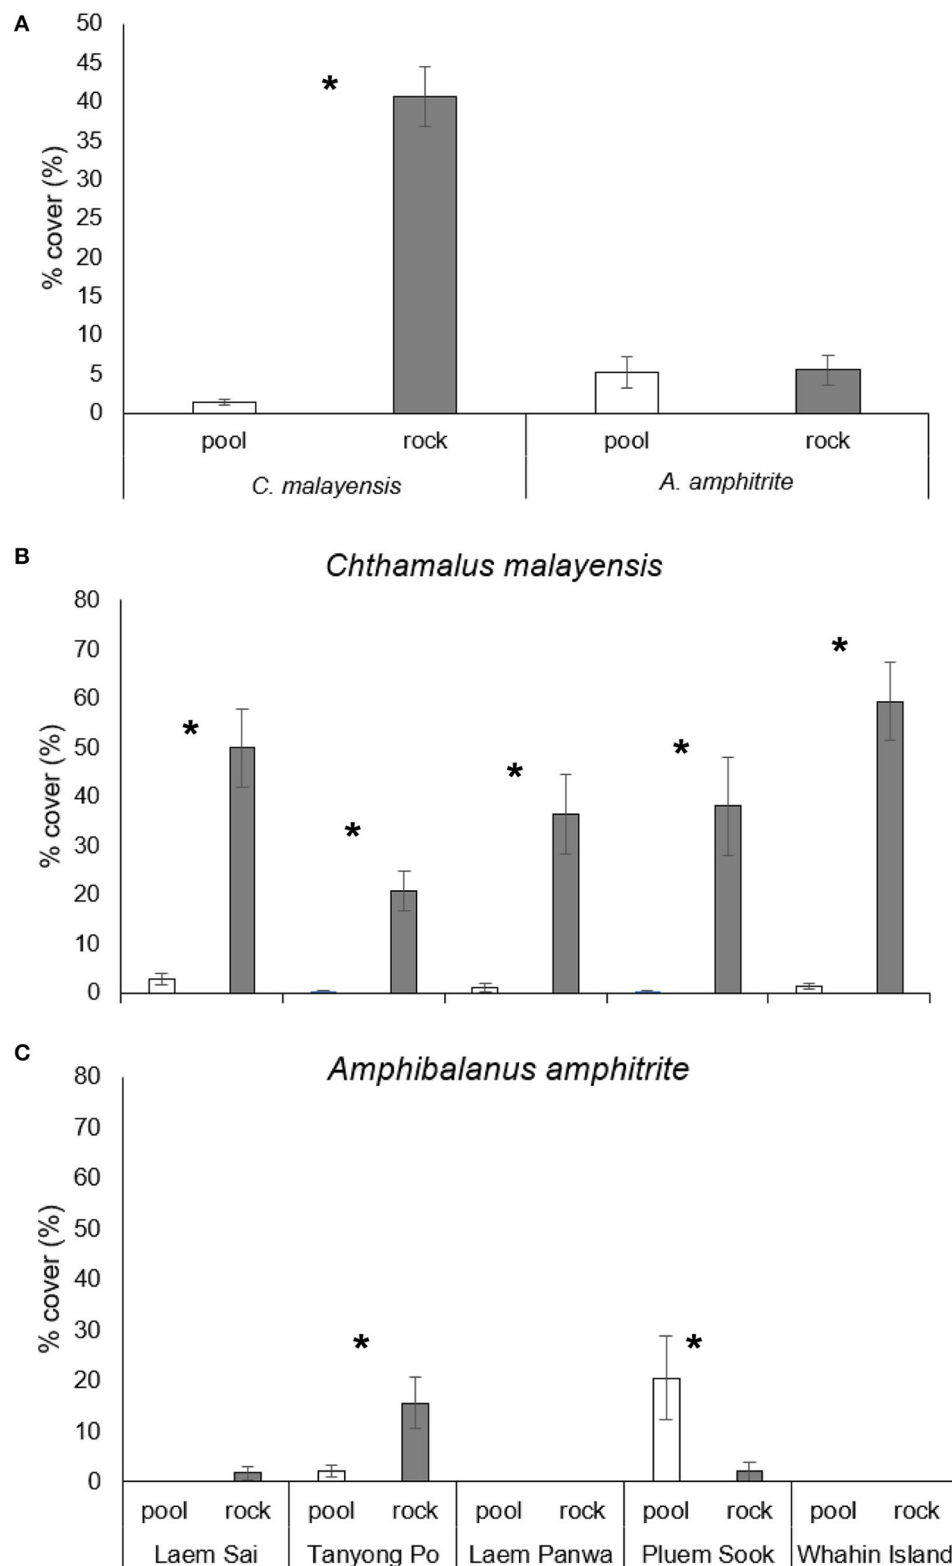 A
50
45
40
35
30
25
20
15
10
5
0
% cover (%)
*
pool rock pool rock
C. malayensis A. amphitrite
B
Chthamalus malayensis
80
70
60
50
40
30
20
10
0
% cover (%)
* * * * *
C
Amphibalanus amphitrite
80
70
60
50
40
30
20
10
0
% cover (%)
* *
pool rock pool rock pool rock pool rock pool rock
Laem Sai Tanyong Po Laem Panwa Pluem Sook Whahin Island